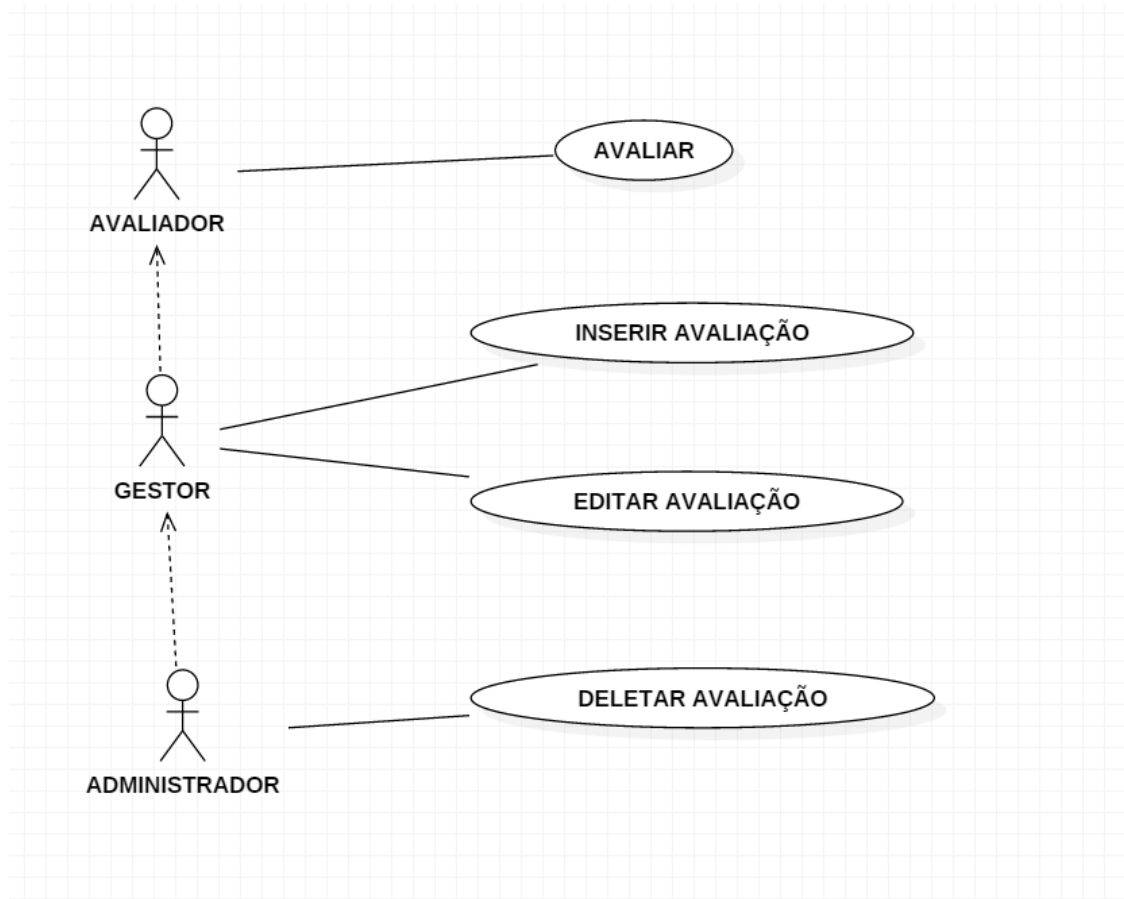 AVALIAR
AVALIADOR
INSERIR AVALIAÇÃO
GESTOR
EDITAR AVALIAÇÃO
DELETAR AVALIAÇÃO
ADMINISTRADOR